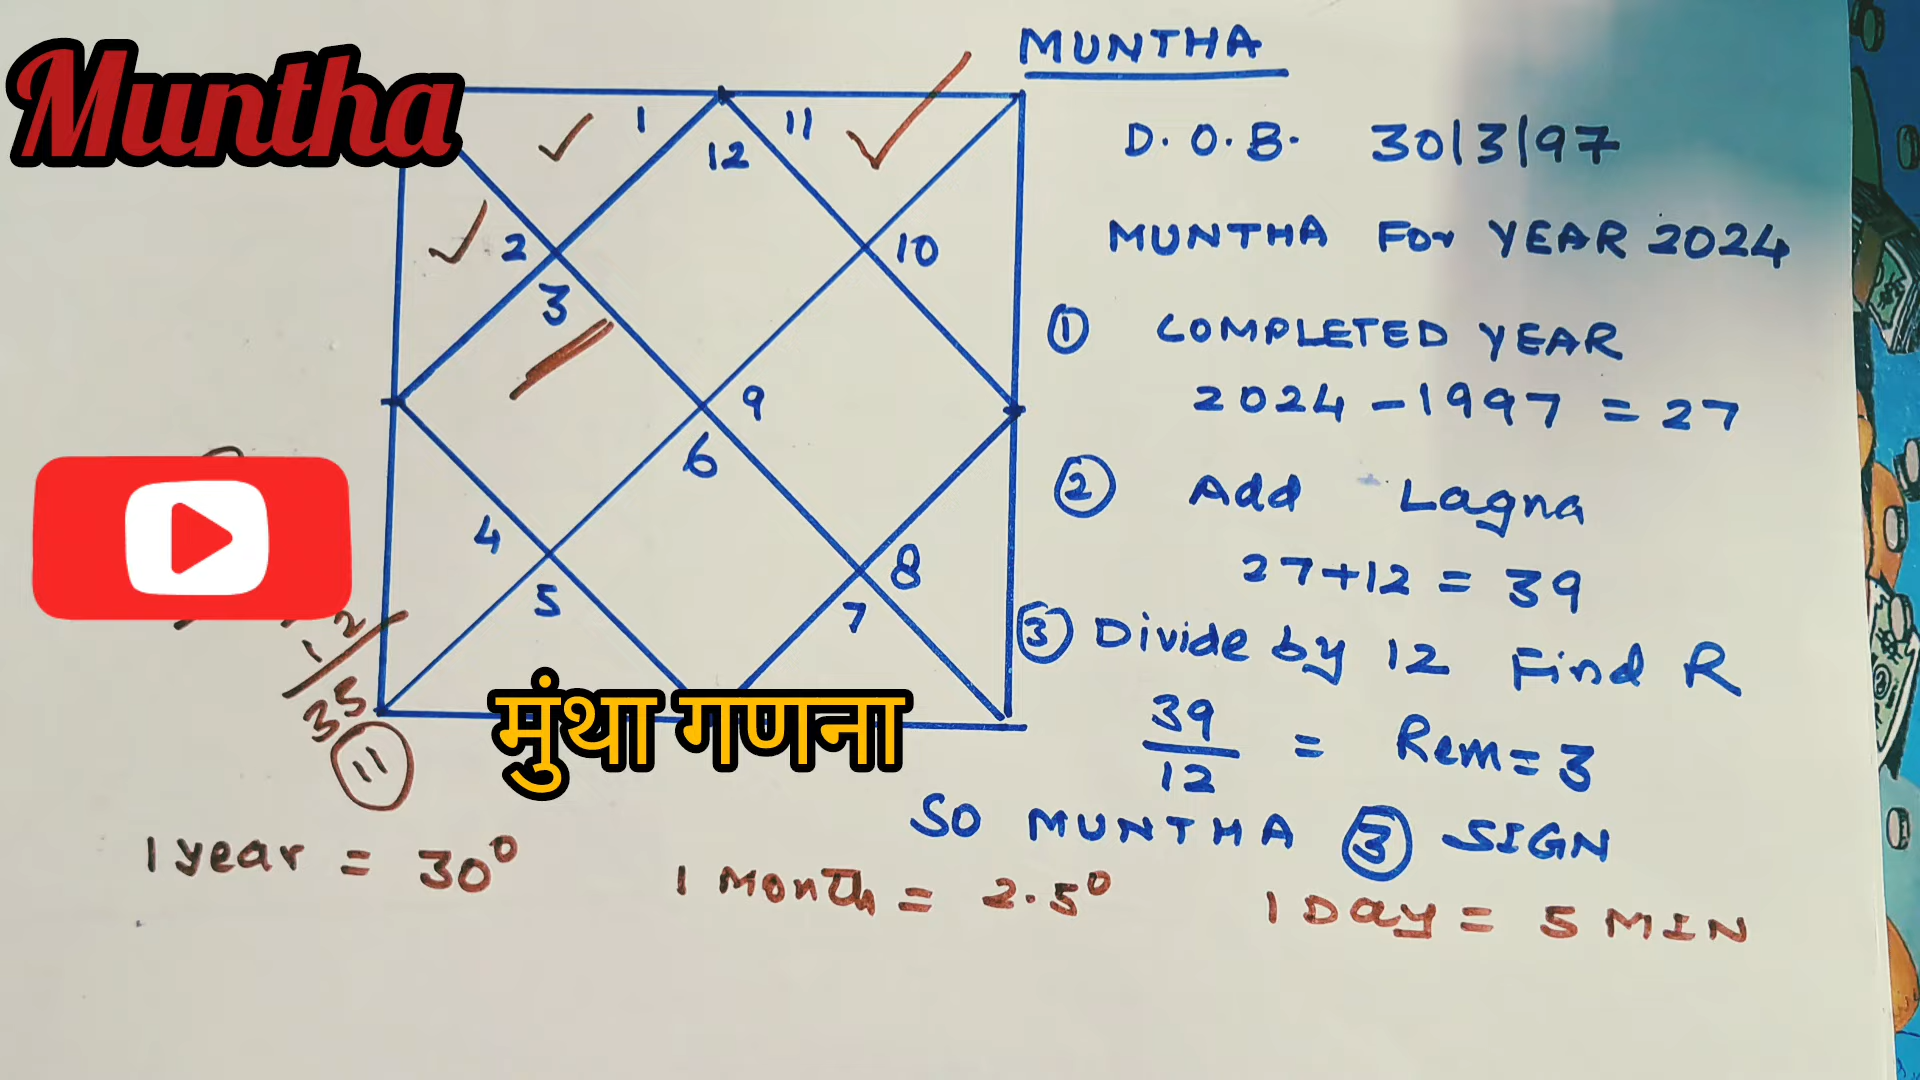 Muntha
MUNTHA
D.O.B. 30|3|97
MUNTHA For YEAR 2024
① COMPLETED YEAR
2024 - 1997 = 27
② Add Lagna
27+12 = 39
③ Divide by 12 Find R
39
12
= Rem = 3
SO MUNTHA ③ SIGN
1
12
11
2
3
10
9
6
4
5
8
7
12
35
⑪
मुंथा गणना
1 year = 30°
1 Month = 2.5°
1 Day = 5 MIN